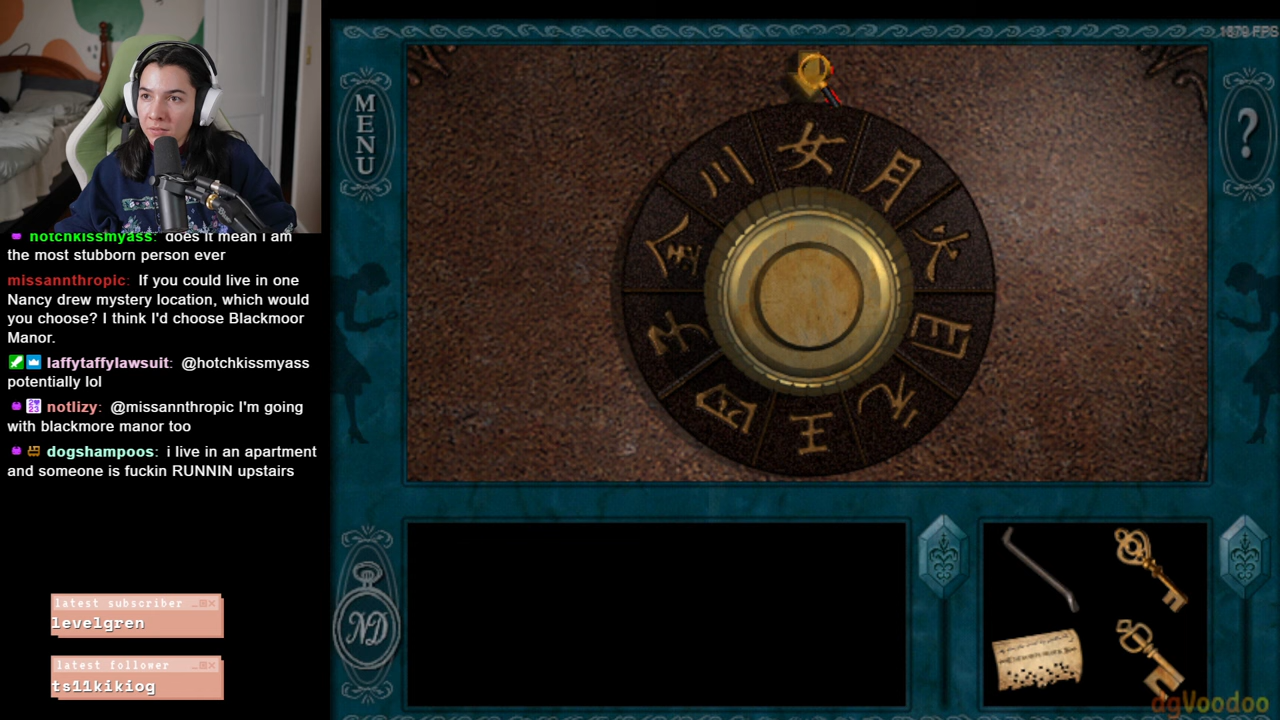 hotchkissmyass: does it mean i am
the most stubborn person ever
missannthropic: If you could live in one
Nancy drew mystery location, which would
you choose? I think I'd choose Blackmoor
Manor.
laffytaffylawsuit: @hotchkissmyass
potentially lol
notlizy: @missannthropic I'm going
with blackmore manor too
dogshampoos: i live in an apartment
and someone is fuckin RUNNIN upstairs
latest subscriber
levelgren
latest follower
ts11kikiog
MENU
?
女
月
火
日
九
王
四
子
金
川
ND
dgVoodoo